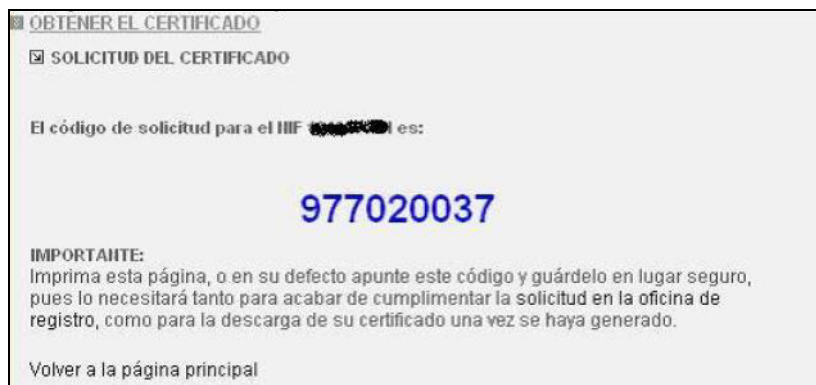 OBTENER EL CERTIFICADO
SOLICITUD DEL CERTIFICADO
El código de solicitud para el NIF es:
977020037
IMPORTANTE:
Imprima esta página, o en su defecto apunte este código y guárdelo en lugar seguro,
pues lo necesitará tanto para acabar de cumplimentar la solicitud en la oficina de
registro, como para la descarga de su certificado una vez se haya generado.
Volver a la página principal